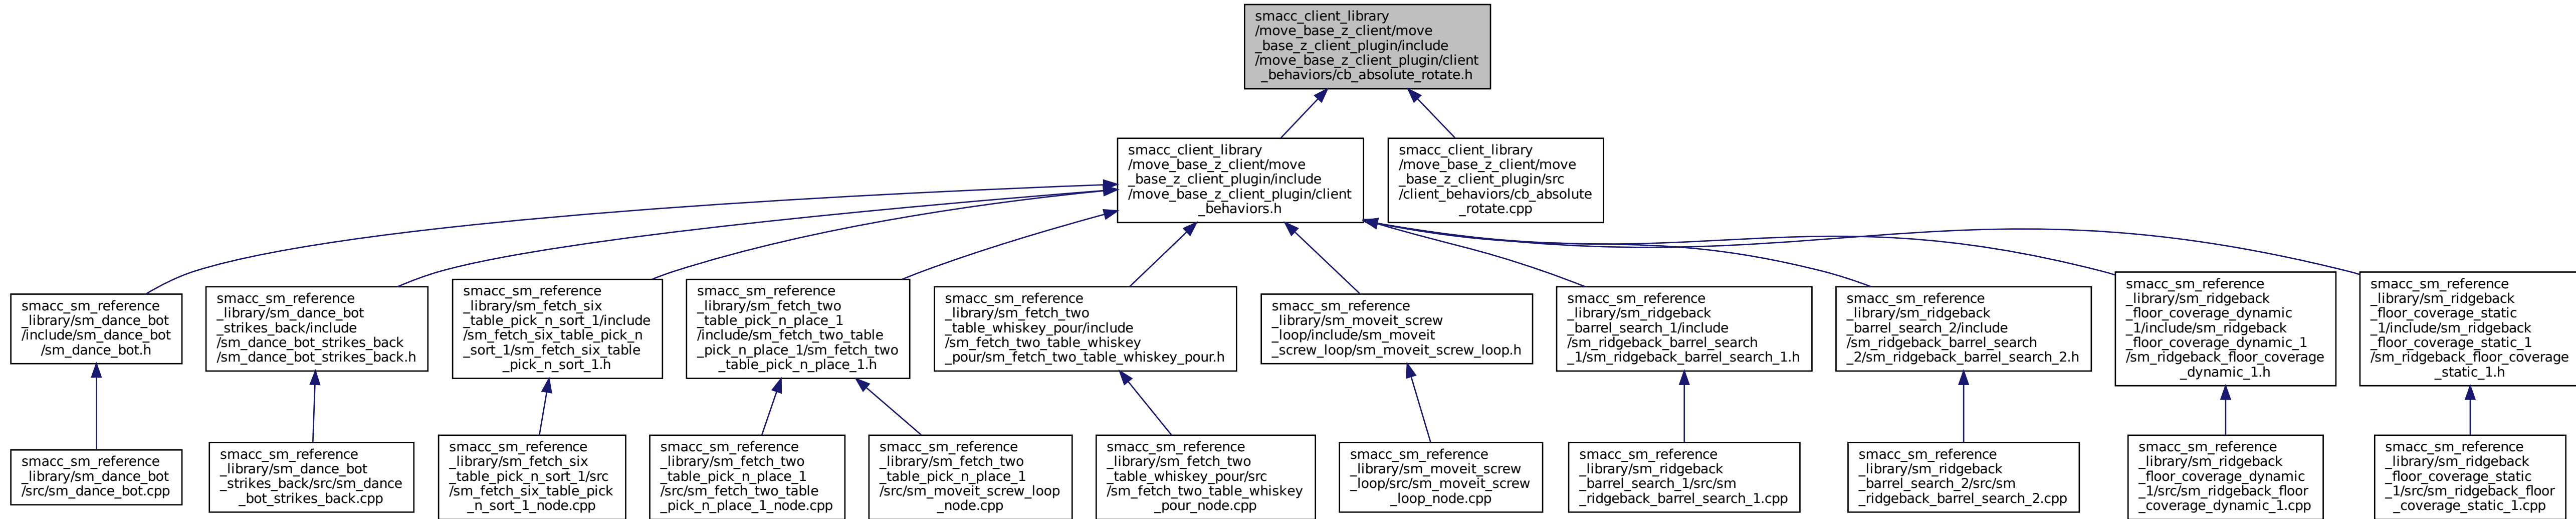 smacc_client_library
/move_base_z_client/move
_base_z_client_plugin/include
/move_base_z_client_plugin/client
_behaviors/cb_absolute_rotate.h
smacc_client_library
/move_base_z_client/move
_base_z_client_plugin/include
/move_base_z_client_plugin/client
_behaviors.h
smacc_client_library
/move_base_z_client/move
_base_z_client_plugin/src
/client_behaviors/cb_absolute
_rotate.cpp
smacc_sm_reference
_library/sm_dance_bot
/include/sm_dance_bot
/sm_dance_bot.h
smacc_sm_reference
_library/sm_dance_bot
_strikes_back/include
/sm_dance_bot_strikes_back
/sm_dance_bot_strikes_back.h
smacc_sm_reference
_library/sm_fetch_six
_table_pick_n_sort_1/include
/sm_fetch_six_table_pick_n
_sort_1/sm_fetch_six_table
_pick_n_sort_1.h
smacc_sm_reference
_library/sm_fetch_two
_table_pick_n_place_1
/include/sm_fetch_two_table
_pick_n_place_1/sm_fetch_two
_table_pick_n_place_1.h
smacc_sm_reference
_library/sm_fetch_two
_table_whiskey_pour/include
/sm_fetch_two_table_whiskey
_pour/sm_fetch_two_table_whiskey_pour.h
smacc_sm_reference
_library/sm_moveit_screw
_loop/include/sm_moveit
_screw_loop/sm_moveit_screw_loop.h
smacc_sm_reference
_library/sm_ridgeback
_barrel_search_1/include
/sm_ridgeback_barrel_search
_1/sm_ridgeback_barrel_search_1.h
smacc_sm_reference
_library/sm_ridgeback
_barrel_search_2/include
/sm_ridgeback_barrel_search
_2/sm_ridgeback_barrel_search_2.h
smacc_sm_reference
_library/sm_ridgeback
_floor_coverage_dynamic
_1/include/sm_ridgeback
_floor_coverage_dynamic_1
/sm_ridgeback_floor_coverage
_dynamic_1.h
smacc_sm_reference
_library/sm_ridgeback
_floor_coverage_static
_1/include/sm_ridgeback
_floor_coverage_static_1
/sm_ridgeback_floor_coverage
_static_1.h
smacc_sm_reference
_library/sm_dance_bot
/src/sm_dance_bot.cpp
smacc_sm_reference
_library/sm_dance_bot
_strikes_back/src/sm_dance
_bot_strikes_back.cpp
smacc_sm_reference
_library/sm_fetch_six
_table_pick_n_sort_1/src
/sm_fetch_six_table_pick
_n_sort_1_node.cpp
smacc_sm_reference
_library/sm_fetch_two
_table_pick_n_place_1
/src/sm_fetch_two_table
_pick_n_place_1_node.cpp
smacc_sm_reference
_library/sm_fetch_two
_table_pick_n_place_1
/src/sm_moveit_screw_loop
_node.cpp
smacc_sm_reference
_library/sm_fetch_two
_table_whiskey_pour/src
/sm_fetch_two_table_whiskey
_pour_node.cpp
smacc_sm_reference
_library/sm_moveit_screw
_loop/src/sm_moveit_screw
_loop_node.cpp
smacc_sm_reference
_library/sm_ridgeback
_barrel_search_1/src/sm
_ridgeback_barrel_search_1.cpp
smacc_sm_reference
_library/sm_ridgeback
_barrel_search_2/src/sm
_ridgeback_barrel_search_2.cpp
smacc_sm_reference
_library/sm_ridgeback
_floor_coverage_dynamic
_1/src/sm_ridgeback_floor
_coverage_dynamic_1.cpp
smacc_sm_reference
_library/sm_ridgeback
_floor_coverage_static
_1/src/sm_ridgeback_floor
_coverage_static_1.cpp